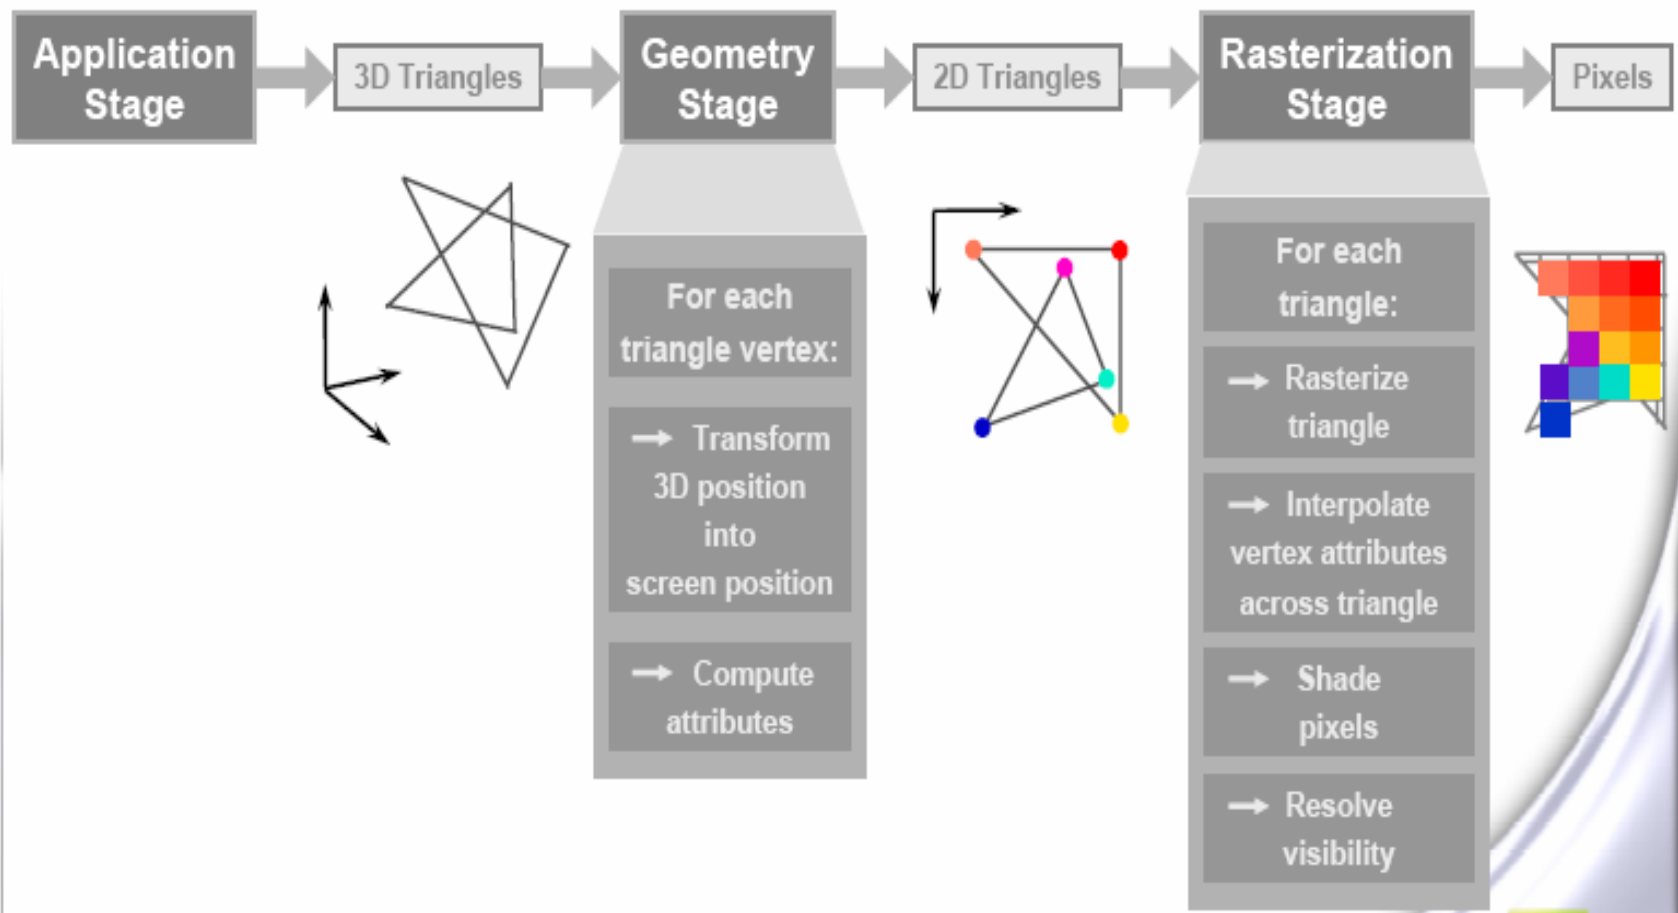 Application
Stage
3D Triangles
Geometry
Stage
2D Triangles
Rasterization
Stage
Pixels
For each
triangle vertex:
→ Transform
3D position
into
screen position
→ Compute
attributes
For each
triangle:
→ Rasterize
triangle
→ Interpolate
vertex attributes
across triangle
→ Shade
pixels
→ Resolve
visibility